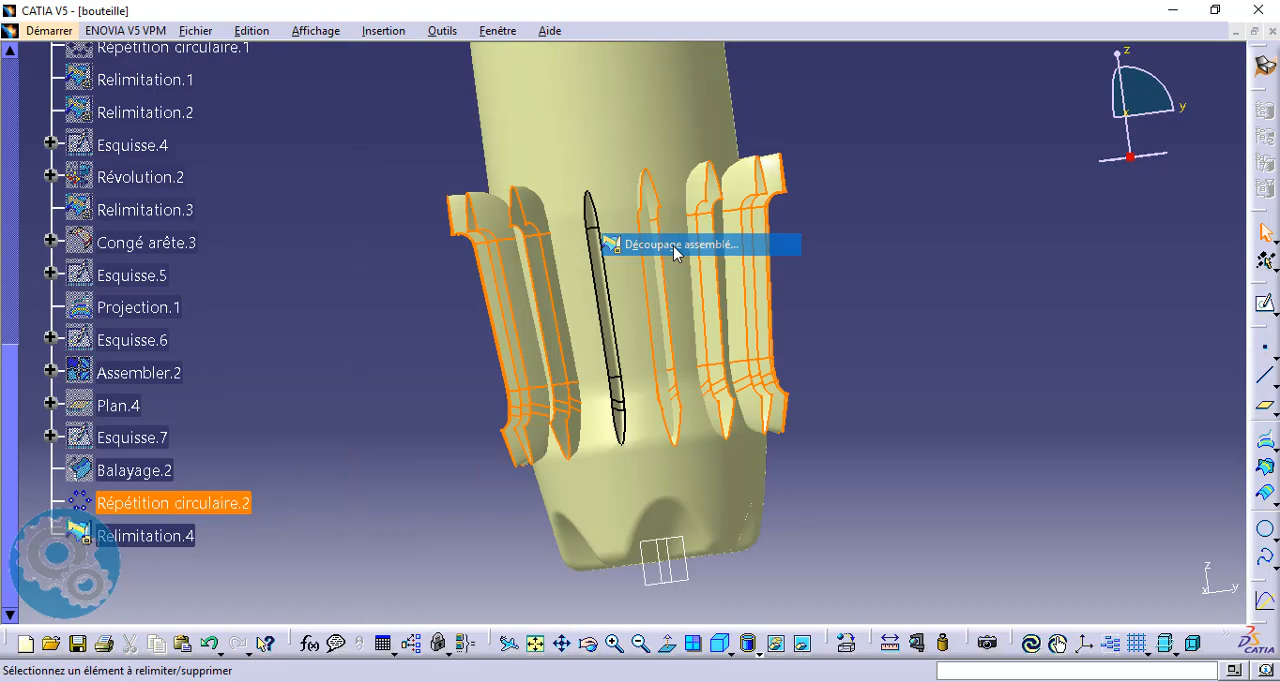 CATIA V5 - [bouteille]
Démarrer ENOVIA V5 VPM Fichier Edition Affichage Insertion Outils Fenêtre Aide
Répétition circulaire.1
Relimitation.1
Relimitation.2
Esquisse.4
Révolution.2
Relimitation.3
Congé arête.3
Esquisse.5
Projection.1
Esquisse.6
Assembler.2
Plan.4
Esquisse.7
Balayage.2
Répétition circulaire.2
Relimitation.4
Découpage assemblé...
z
y
x
z
x
y
f(x)
CATIA
Sélectionnez un élément à relimiter/supprimer